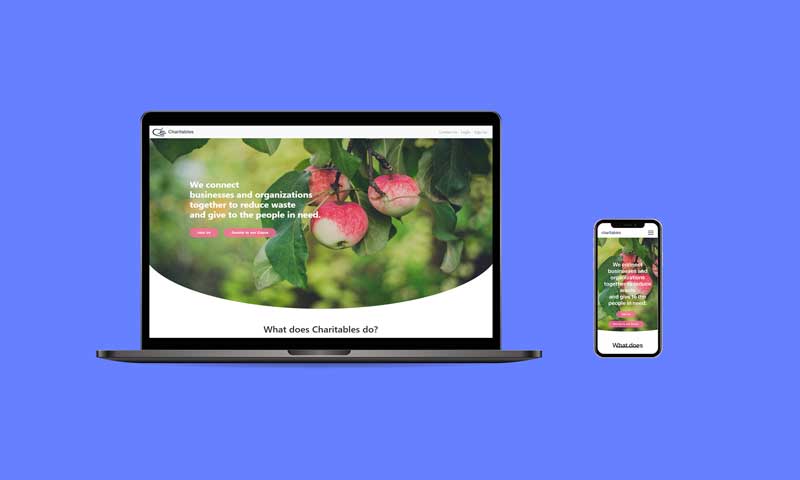 Charitables
Contact Us Login Sign Up
We connect
businesses and organizations
together to reduce waste
and give to the people in need.
Join Us
Donate to our Cause
What does Charitables do?
charitables
We connect
businesses and
organizations
together to reduce
waste
and give to the
people in need.
Join Us
Donate to our Cause
What does